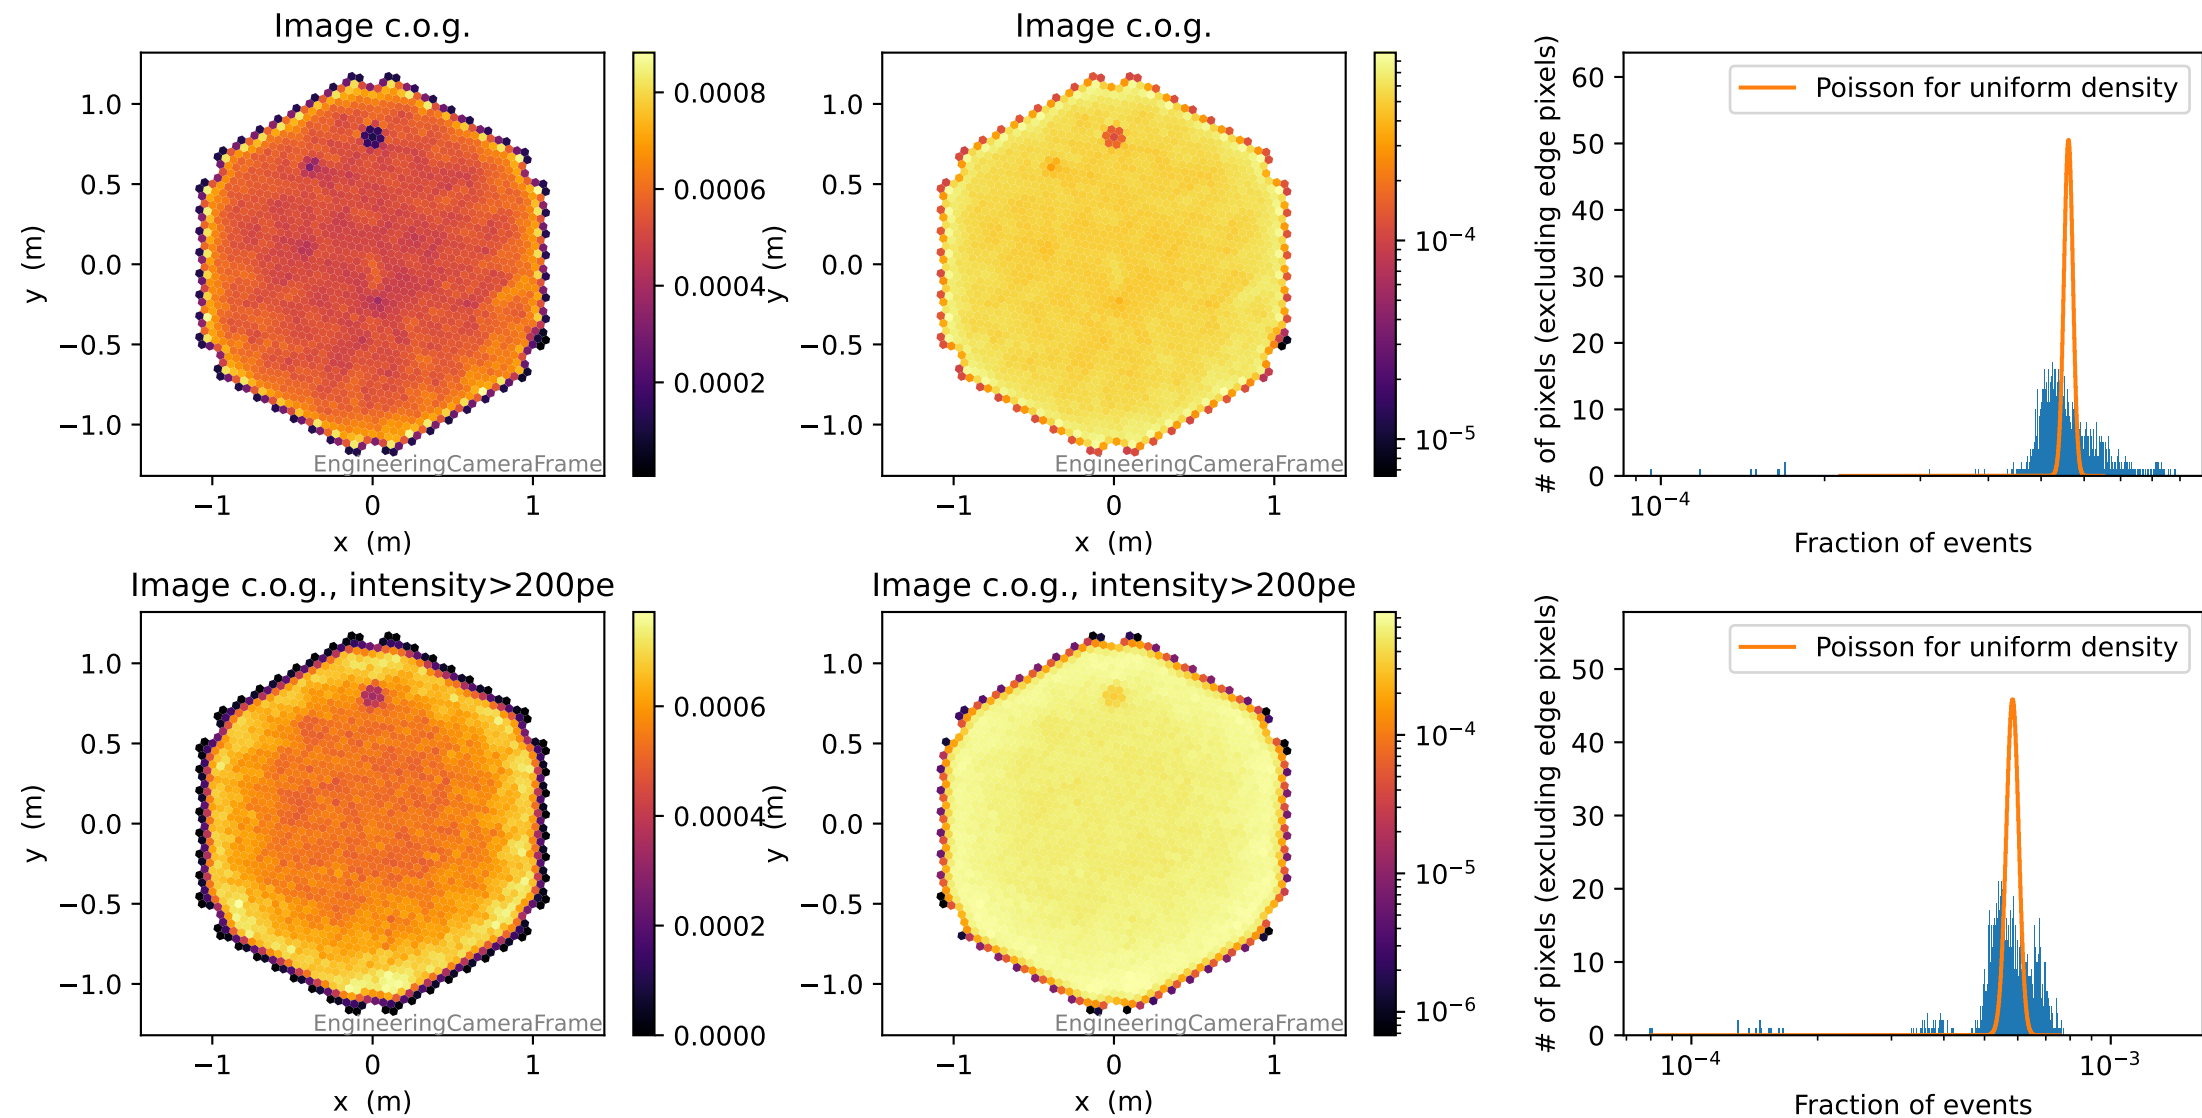 Image c.o.g.
1.0
0.5
0.0
−0.5
−1.0
y (m)
−1
0
1
x (m)
EngineeringCameraFrame
0.0008
0.0006
0.0004
0.0002
Image c.o.g.
1.0
0.5
0.0
−0.5
−1.0
y (m)
−1
0
1
x (m)
EngineeringCameraFrame
10⁻⁴
10⁻⁵
Poisson for uniform density
60
50
40
30
20
10
0
# of pixels (excluding edge pixels)
10⁻⁴
Fraction of events
Image c.o.g., intensity>200pe
1.0
0.5
0.0
−0.5
−1.0
y (m)
−1
0
1
x (m)
EngineeringCameraFrame
0.0006
0.0004
0.0002
0.0000
Image c.o.g., intensity>200pe
1.0
0.5
0.0
−0.5
−1.0
y (m)
−1
0
1
x (m)
EngineeringCameraFrame
10⁻⁴
10⁻⁵
10⁻⁶
Poisson for uniform density
50
40
30
20
10
0
# of pixels (excluding edge pixels)
10⁻⁴
10⁻³
Fraction of events